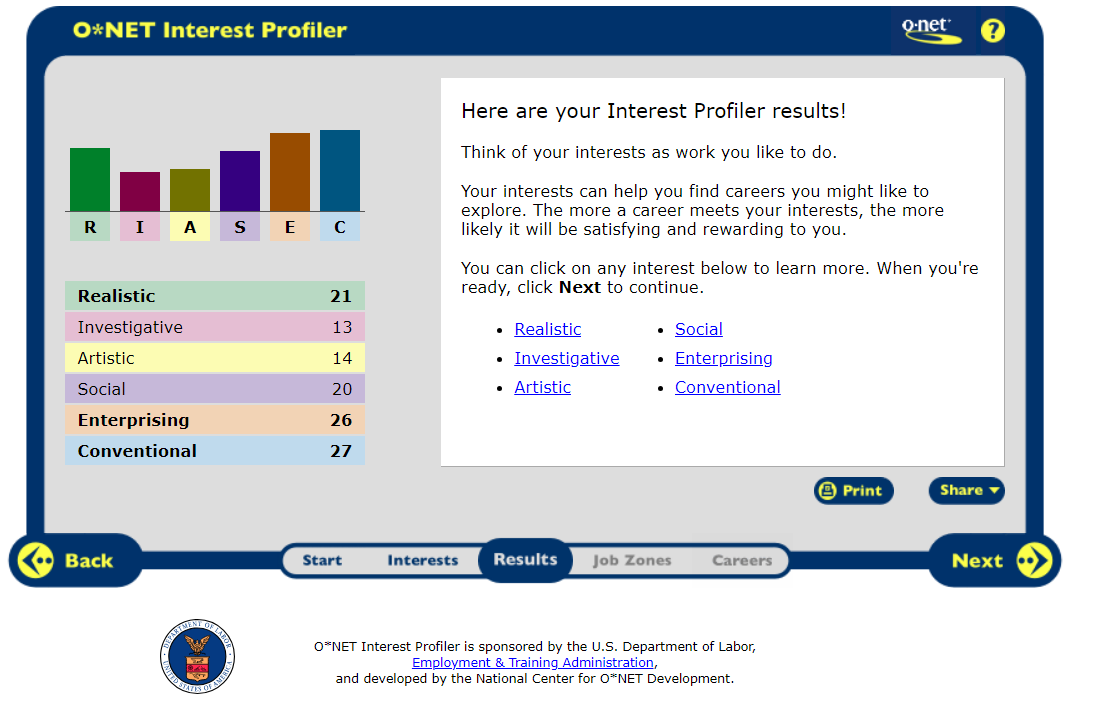 O*NET Interest Profiler
o·net
?
R I A S E C
Realistic 21
Investigative 13
Artistic 14
Social 20
Enterprising 26
Conventional 27
Here are your Interest Profiler results!
Think of your interests as work you like to do.
Your interests can help you find careers you might like to
explore. The more a career meets your interests, the more
likely it will be satisfying and rewarding to you.
You can click on any interest below to learn more. When you're
ready, click Next to continue.
• Realistic
• Investigative
• Artistic
• Social
• Enterprising
• Conventional
Print
Share
Back
Start
Interests
Results
Job Zones
Careers
Next
DEPARTMENT OF LABOR
UNITED STATES OF AMERICA
O*NET Interest Profiler is sponsored by the U.S. Department of Labor,
Employment & Training Administration,
and developed by the National Center for O*NET Development.